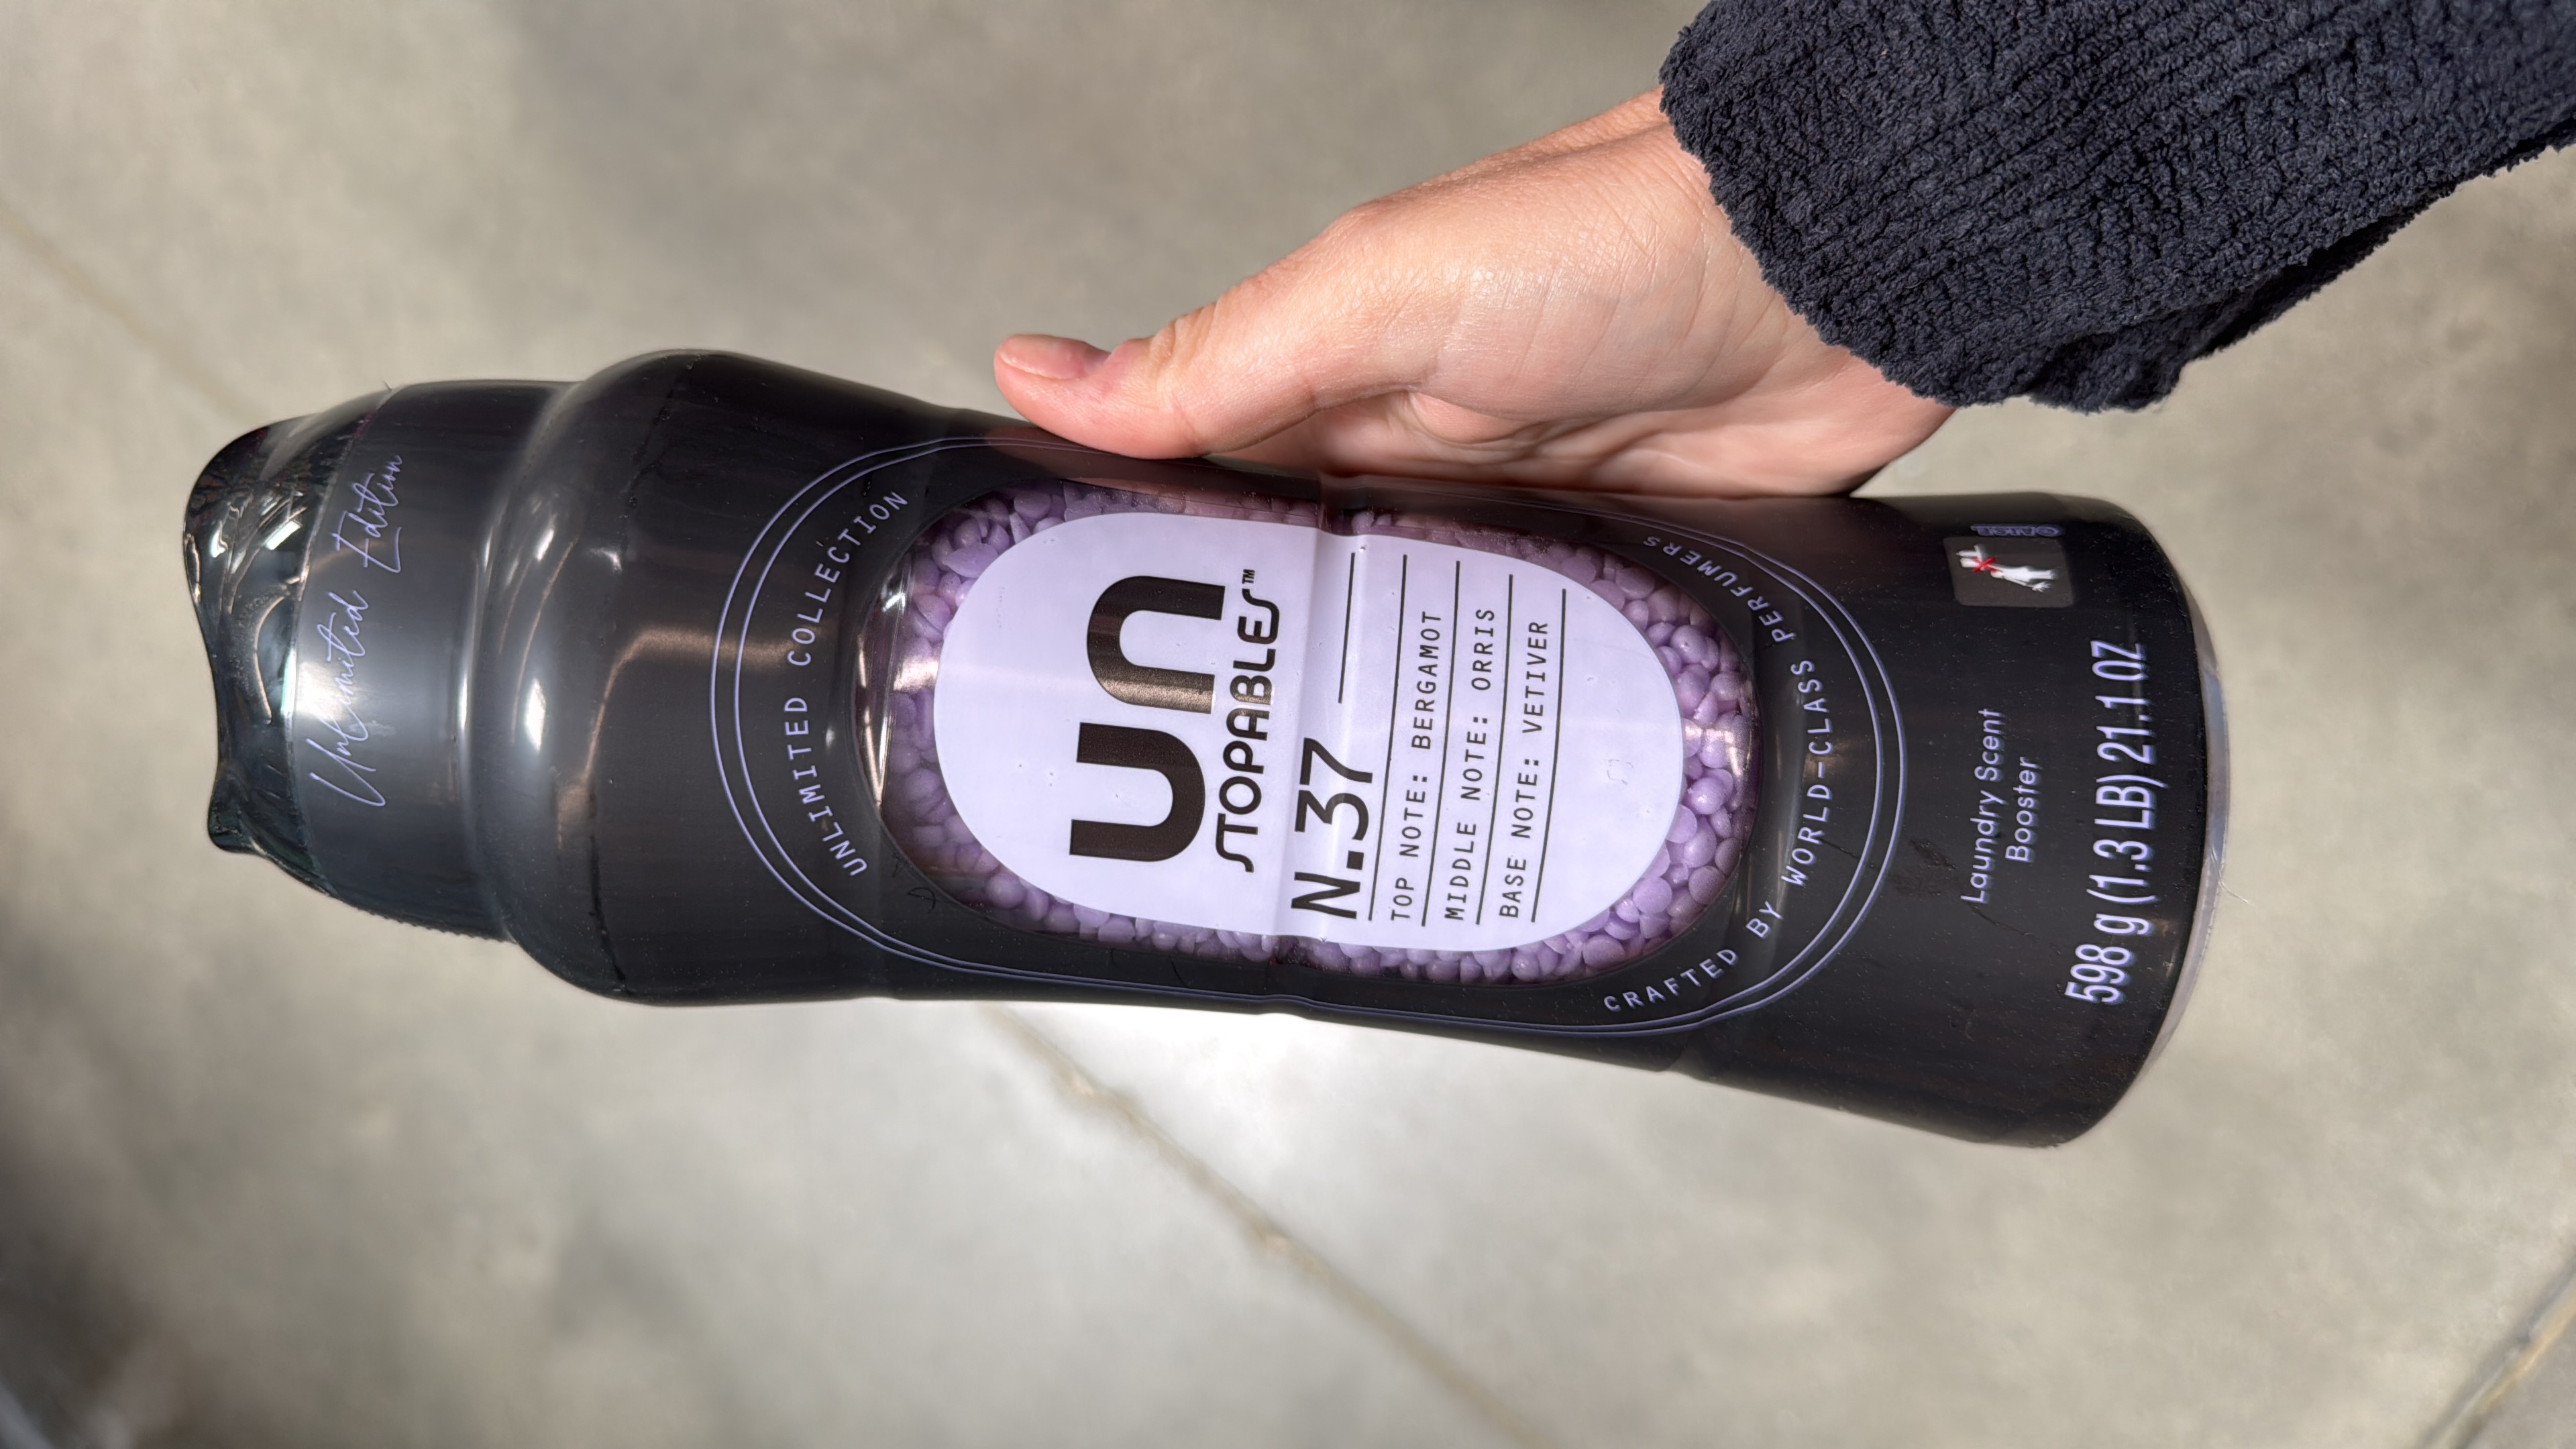 Unlimited Edition
UNLIMITED COLLECTION
un
STOPABLES™
N.37
TOP NOTE: BERGAMOT
MIDDLE NOTE: ORRIS
BASE NOTE: VETIVER
CRAFTED BY WORLD-CLASS PERFUMERS
Laundry Scent
Booster
598 g (1.3 LB) 21.1 OZ